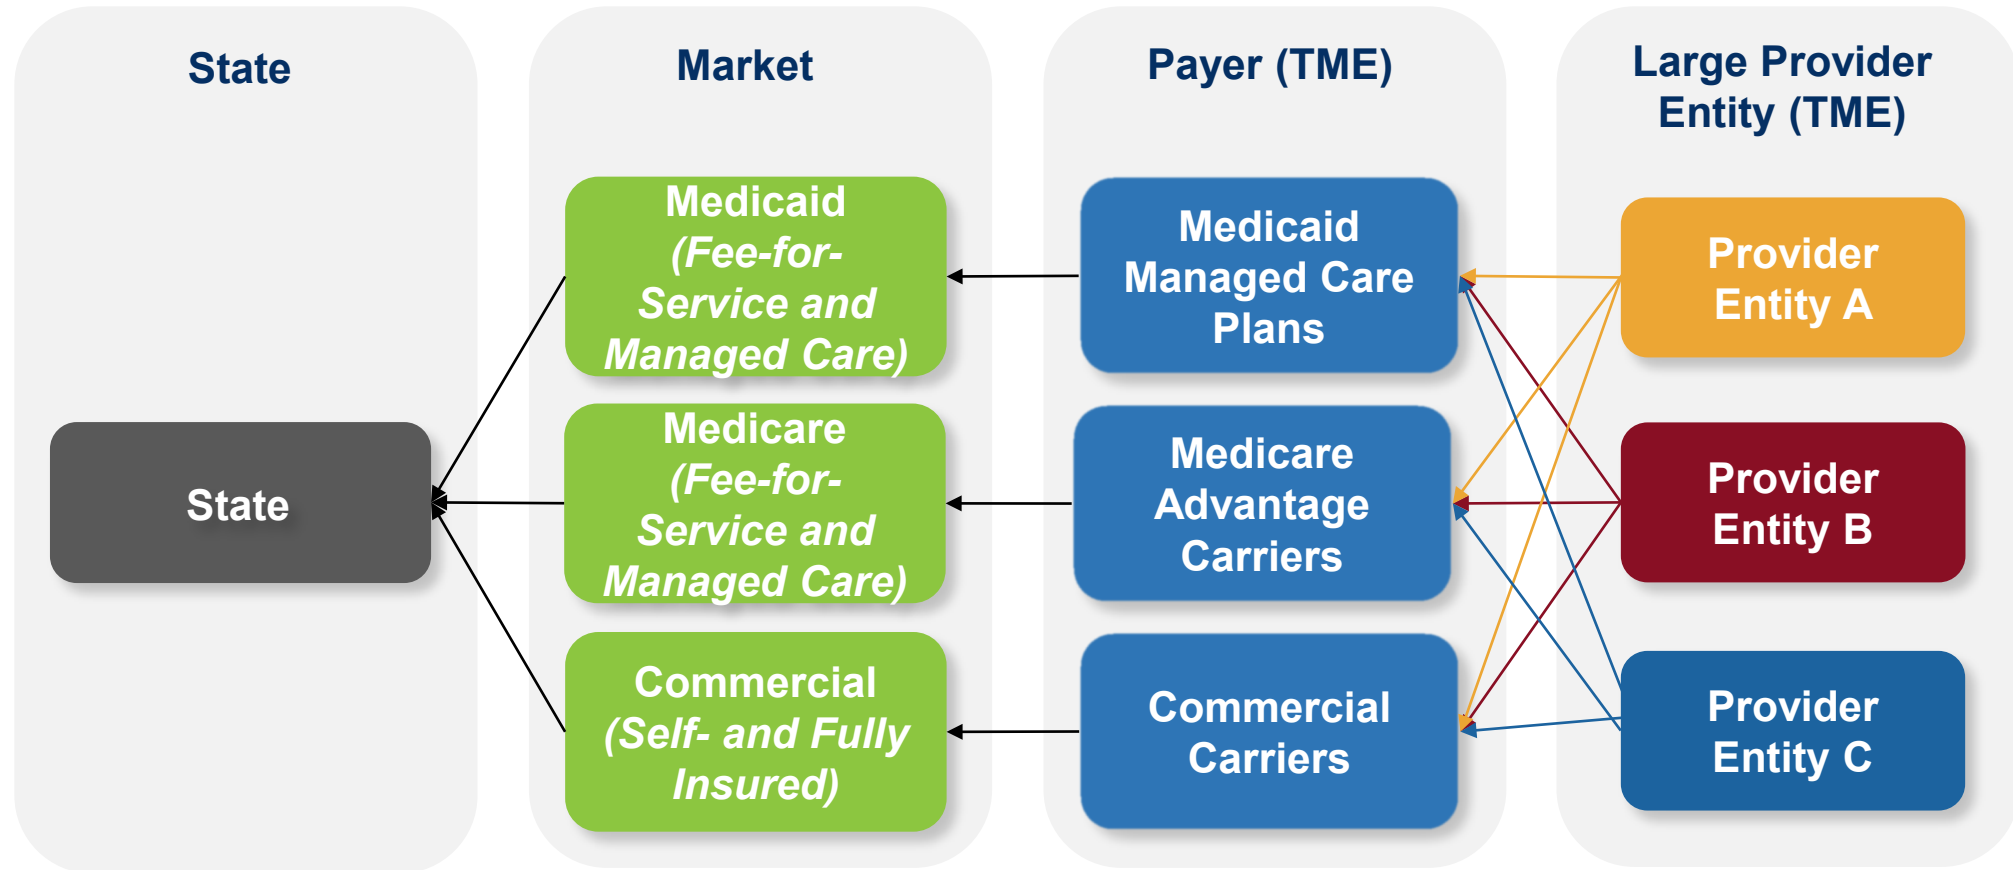 State
State
Market
Medicaid
(Fee-for-
Service and
Managed Care)
Medicare
(Fee-for-
Service and
Managed Care)
Commercial
(Self- and Fully
Insured)
Payer (TME)
Medicaid
Managed Care
Plans
Medicare
Advantage
Carriers
Commercial
Carriers
Large Provider
Entity (TME)
Provider
Entity A
Provider
Entity B
Provider
Entity C